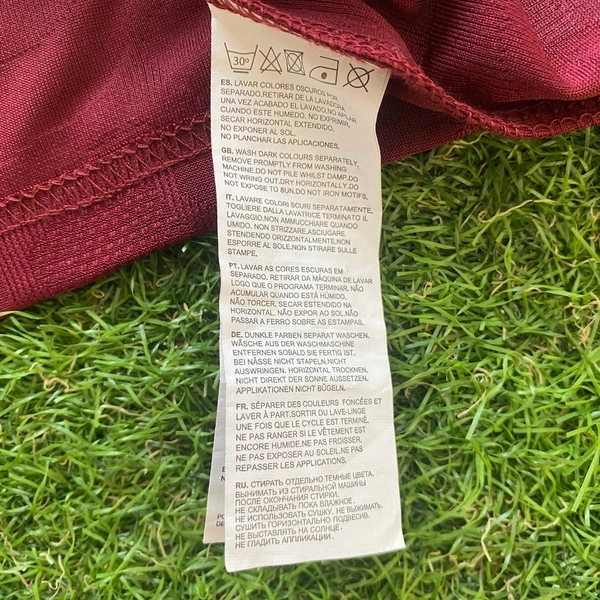 30°
ES. LAVAR COLORES OSCUROS POR
SEPARADO.RETIRAR DE LA LAVADORA
UNA VEZ ACABADO EL LAVADO.NO APILAR
CUANDO ESTE HUMEDO. NO EXPRIMIR.
SECAR HORIZONTAL EXTENDIDO.
NO EXPONER AL SOL.
NO PLANCHAR LAS APLICACIONES.
GB. WASH DARK COLOURS SEPARATELY,
REMOVE PROMPTLY FROM WASHING
MACHINE.DO NOT PILE WHILST DAMP.DO
NOT WRING OUT.DRY HORIZONTALLY.DO
NOT EXPOSE TO SUN.DO NOT IRON MOTIFS.
IT. LAVARE COLORI SCURI SEPARATAMENTE.
TOGLIERE DALLA LAVATRICE TERMINATO IL
LAVAGGIO.NON AMMUCCHIARE QUANDO
UMIDO. NON STRIZZARE.ASCIUGARE
STENDENDO ORIZZONTALMENTE.NON
ESPORRE AL SOLE.NON STIRARE SULLE
STAMPE.
PT. LAVAR AS CORES ESCURAS EM
SEPARADO. RETIRAR DA MÁQUINA DE LAVAR
LOGO QUE O PROGRAMA TERMINAR. NÃO
ACUMULAR QUANDO ESTÁ HÚMIDO.
NÃO TORCER. SECAR ESTENDIDO NA
HORIZONTAL. NÃO EXPOR AO SOL.NÃO
PASSAR A FERRO SOBRE AS ESTAMPAS.
DE. DUNKLE FARBEN SEPARAT WASCHEN.
WÄSCHE AUS DER WASCHMASCHINE
ENTFERNEN SOBALD SIE FERTIG IST.
BEI NÄSSE NICHT STAPELN.NICHT
AUSWRINGEN. HORIZONTAL TROCKNEN.
NICHT DIREKT DER SONNE AUSSETZEN.
APPLIKATIONEN NICHT BÜGELN.
FR. SÉPARER DES COULEURS FONCÉES ET
LAVER À PART.SORTIR DU LAVE-LINGE
UNE FOIS QUE LE CYCLE EST TERMINÉ.
NE PAS RANGER SI LE VÊTEMENT EST
ENCORE HUMIDE.NE PAS FROISSER.
NE PAS EXPOSER AU SOLEIL.NE PAS
REPASSER LES APPLICATIONS.
RU. СТИРАТЬ ОТДЕЛЬНО ТЕМНЫЕ ЦВЕТА.
ВЫНИМАТЬ ИЗ СТИРАЛЬНОЙ МАШИНЫ
ПОСЛЕ ОКОНЧАНИЯ СТИРКИ.
НЕ СКЛАДЫВАТЬ ПОКА ВЛАЖНОЕ.
НЕ ИСПОЛЬЗОВАТЬ СУШКУ. НЕ ВЫЖИМАТЬ.
СУШИТЬ ГОРИЗОНТАЛЬНО ПОДВЕСИВ.
НЕ ВЫСТАВЛЯТЬ НА СОЛНЦЕ.
НЕ ГЛАДИТЬ АППЛИКАЦИИ.